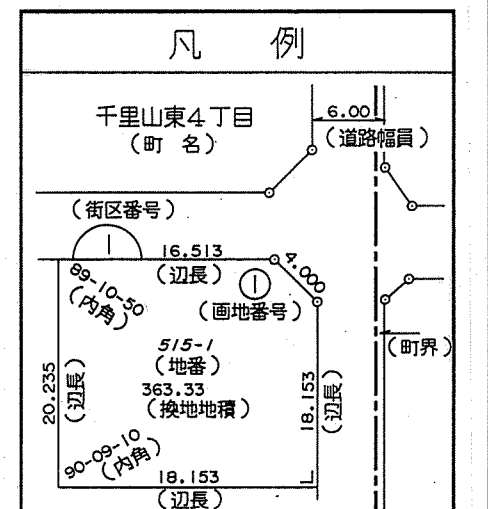 凡 例
千里山東4丁目
(町 名)
6.00
(道路幅員)
(街区番号)
1
16.513
(辺長)
4.000
89-10-50
(内角)
1
(画地番号)
515-1
(地番)
363.33
(換地地積)
(町界)
20.235
(辺長)
18.153
(辺長)
90-09-10
(内角)
18.153
(辺長)